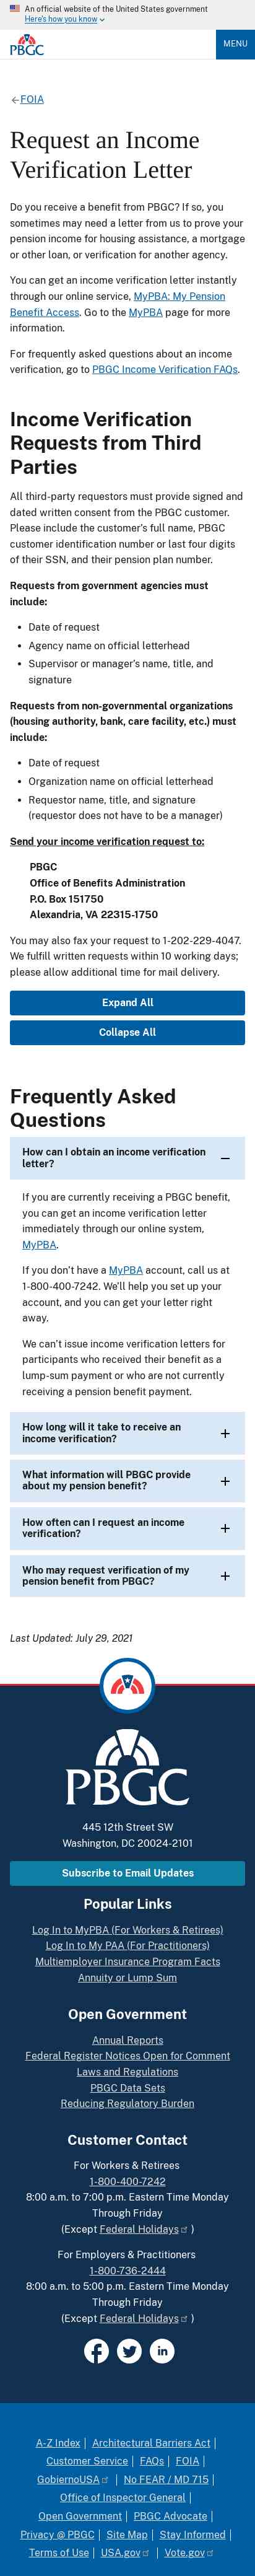 An official website of the United States government
Here's how you know
PBGC
MENU
FOIA
Request an Income
Verification Letter
Do you receive a benefit from PBGC? If so, you
sometimes may need a letter from us to prove your
pension for housing assistance, a mortgage
or other loan, or verification for another agency.
You can get an income verification letter instantly
through our online service, MyPBA: My Pension
Benefit Access. Go to the MyPBA page for more
information.
For frequently asked questions about an income
verification, go to PBGC Income Verification FAQs.
Income Verification
Requests from Third
Parties
All third-party requestors must provide signed and
dated written consent from the PBGC customer.
Please include the customer's full name, PBGC
customer identification number or last four digits
of their SSN, and their pension plan number.
Requests from government agencies must
include:
Date of request
Agency name on official letterhead
Supervisor or manager's name, title, and
signature
Requests from non-governmental organizations
(housing authority, bank, care facility, etc.) must
include:
Date of request
Organization name on official letterhead
Requestor name, title, and signature
(requestor does not have to be a manager)
Send your income verification request to:
PBGC
Office of Benefits Administration
P.O. Box 151750
Alexandria, VA 22315-1750
You may also fax your request to 1-202-229-4047.
We fulfill written requests within 10 working days;
please allow additional time for mail delivery.
Expand All
Collapse All
Frequently Asked
Questions
How can I obtain an income verification
letter?
If you are currently receiving a PBGC benefit,
you can get an income verification letter
immediately through our online system,
MyPBA.
If you don't have a MyPBA account, call us at
1-800-400-7242. We'll help you set up your
account, and you can get your letter right
away.
We can't issue income verification letters for
participants who received their benefit as a
lump-sum payment or who are not currently
receiving a pension benefit payment.
How long will it take to receive an
income verification?
What information will PBGC provide
about my pension benefit?
How often can I request an income
verification?
Who may request verification of my
pension benefit from PBGC?
Last Updated: July 29, 2021
PBGC
445 12th Street SW
Washington, DC 20024-2101
Subscribe to Email Updates
Popular Links
Log In to MyPBA (For Workers & Retirees)
Log In to My PAA (For Practitioners)
Multiemployer Insurance Program Facts
Annuity or Lump Sum
Open Government
Annual Reports
Federal Register Notices Open for Comment
Laws and Regulations
PBGC Data Sets
Reducing Regulatory Burden
Customer Contact
For Workers & Retirees
1-800-400-7242
8:00 a.m. to 7:00 p.m. Eastern Time Monday
Through Friday
(Except Federal Holidays )
For Employers & Practitioners
1-800-736-2444
8:00 a.m. to 5:00 p.m. Eastern Time Monday
Through Friday
(Except Federal Holidays )
in
A-Z Index | Architectural Barriers Act |
Customer Service | FAQs | FOIA |
GobiernoUSA | No FEAR / MD 715 |
Office of Inspector General |
Open Government | PBGC Advocate |
Privacy @ PBGC | Site Map | Stay Informed |
Terms of Use | USA.gov | Vote.gov